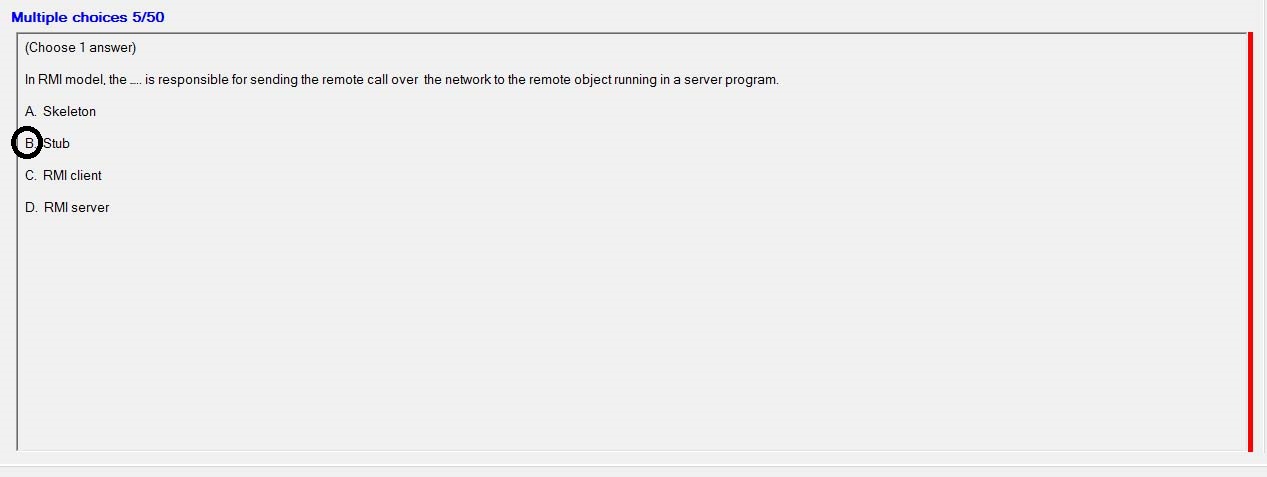 Multiple choices 5/50
(Choose 1 answer)
In RMI model, the .... is responsible for sending the remote call over the network to the remote object running in a server program.
A. Skeleton
B. Stub
C. RMI client
D. RMI server